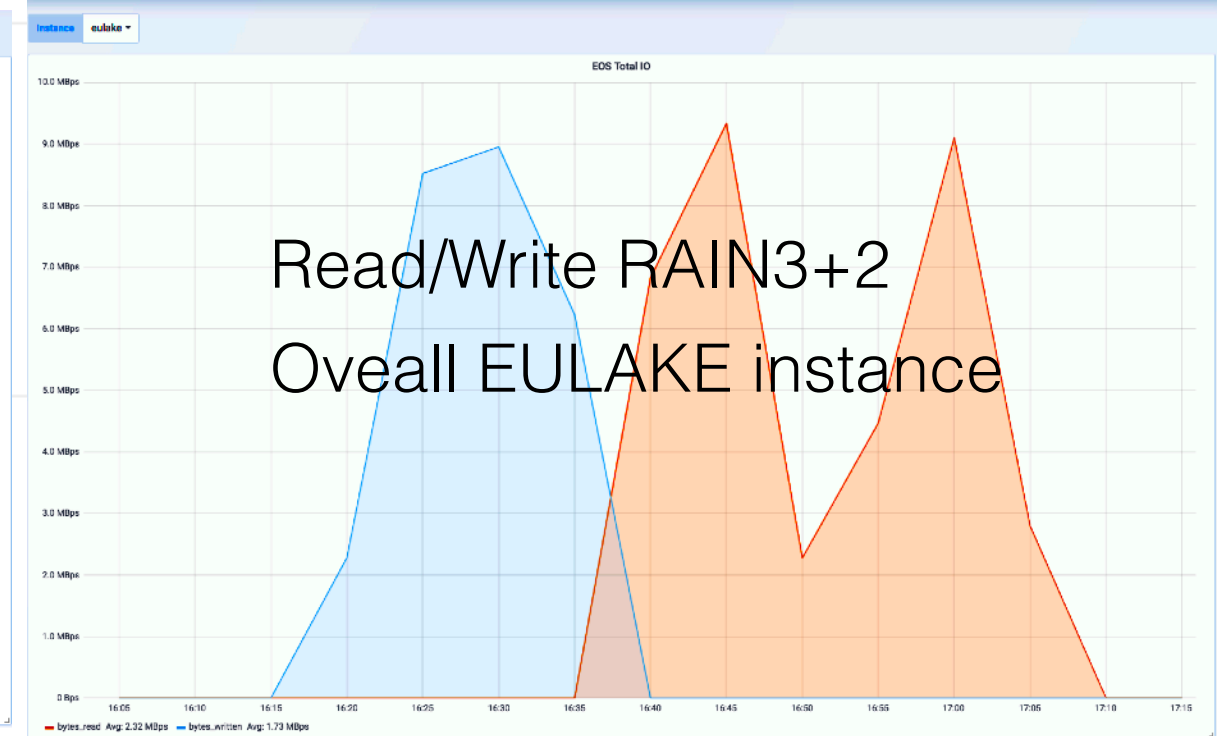 Instance eulake
EOS Total IO
10.0 MBps
9.0 MBps
8.0 MBps
7.0 MBps
6.0 MBps
5.0 MBps
4.0 MBps
3.0 MBps
2.0 MBps
1.0 MBps
0 Bps
Read/Write RAIN3+2
Oveall EULAKE instance
16:05 16:10 16:15 16:20 16:25 16:30 16:35 16:40 16:45 16:50 16:55 17:00 17:05 17:10 17:15
bytes_read Avg: 2.32 MBps bytes_written Avg: 1.73 MBps